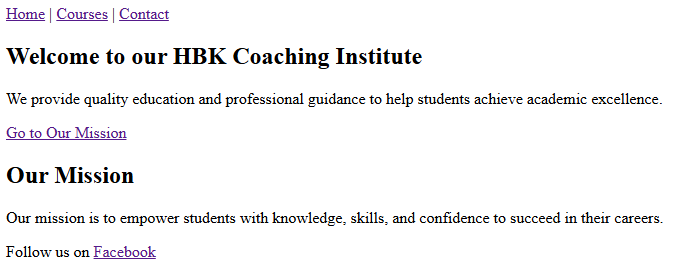 Home | Courses | Contact
Welcome to our HBK Coaching Institute
We provide quality education and professional guidance to help students achieve academic excellence.
Go to Our Mission
Our Mission
Our mission is to empower students with knowledge, skills, and confidence to succeed in their careers.
Follow us on Facebook